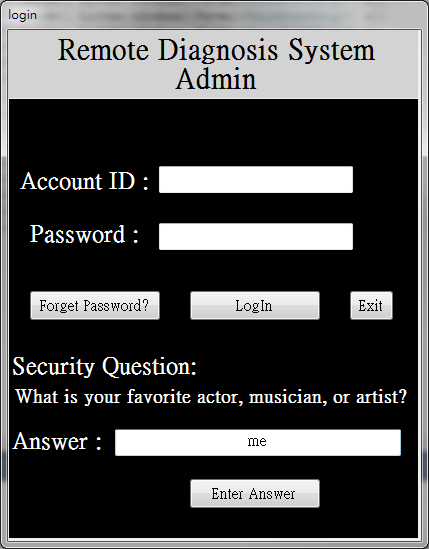 login
Remote Diagnosis System
Admin
Account ID :
Password :
Forget Password? LogIn Exit
Security Question:
What is your favorite actor, musician, or artist?
Answer : me
Enter Answer